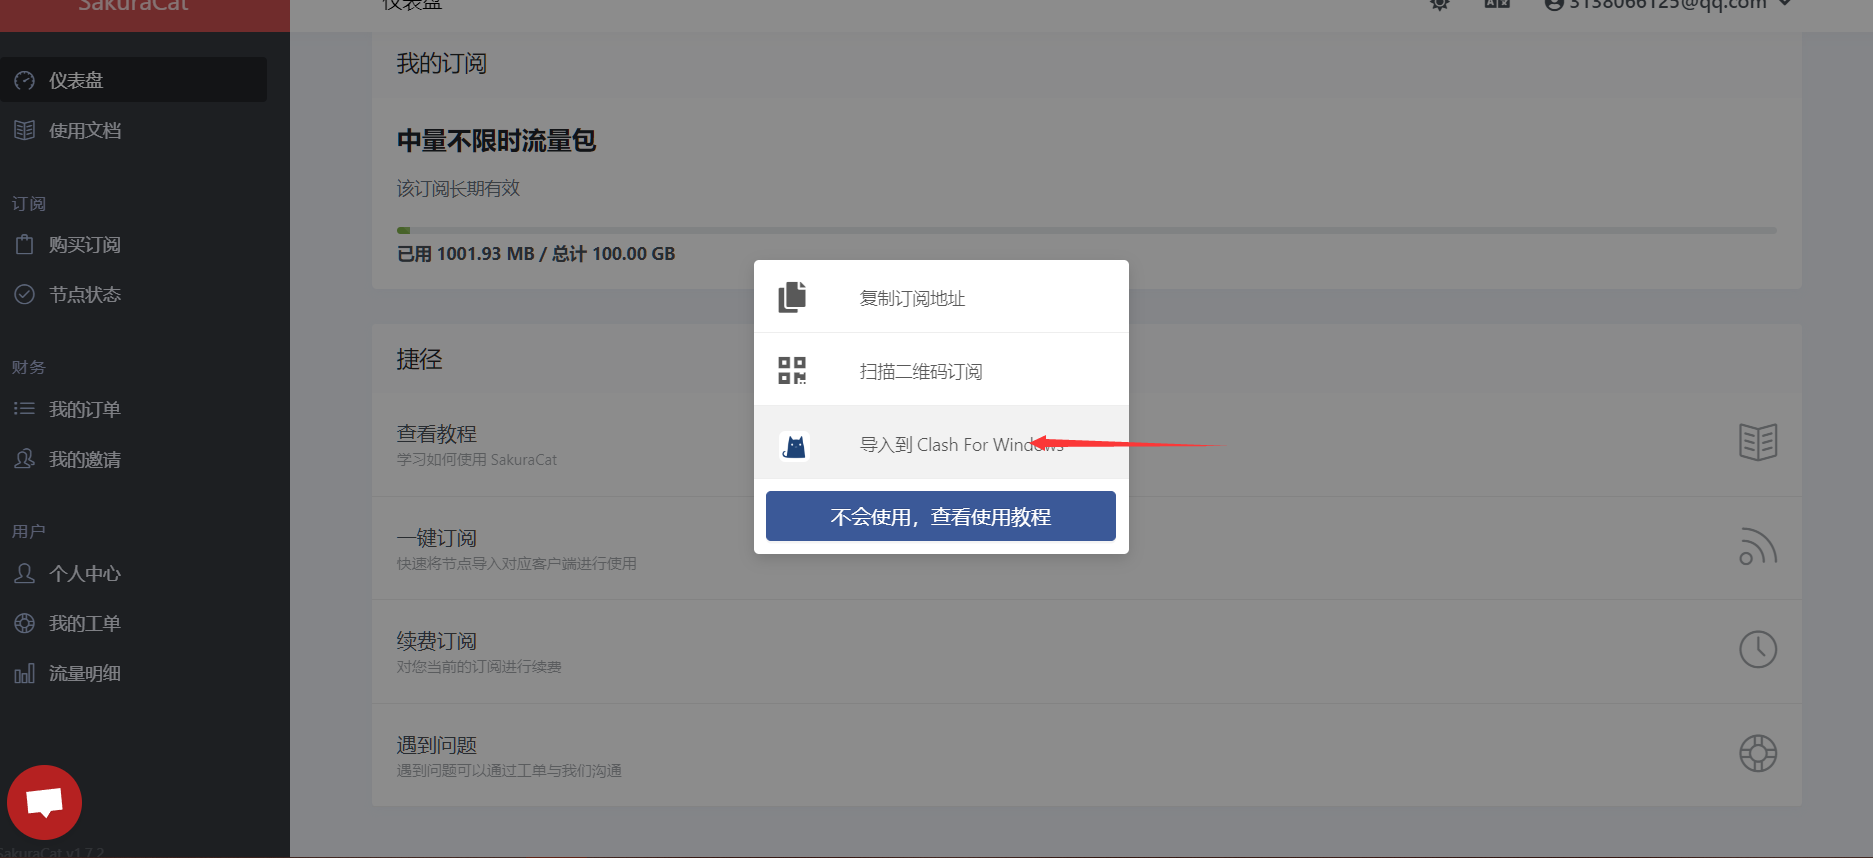 SakuraCat
仪表盘
3138066125@qq.com
仪表盘
使用文档
订阅
购买订阅
节点状态
财务
我的订单
我的邀请
用户
个人中心
我的工单
流量明细
SakuraCat v1.7.2
我的订阅
中量不限时流量包
该订阅长期有效
已用 1001.93 MB / 总计 100.00 GB
捷径
查看教程
学习如何使用 SakuraCat
一键订阅
快速将节点导入对应客户端进行使用
续费订阅
对您当前的订阅进行续费
遇到问题
遇到问题可以通过工单与我们沟通
复制订阅地址
扫描二维码订阅
导入到 Clash For Windows
不会使用，查看使用教程